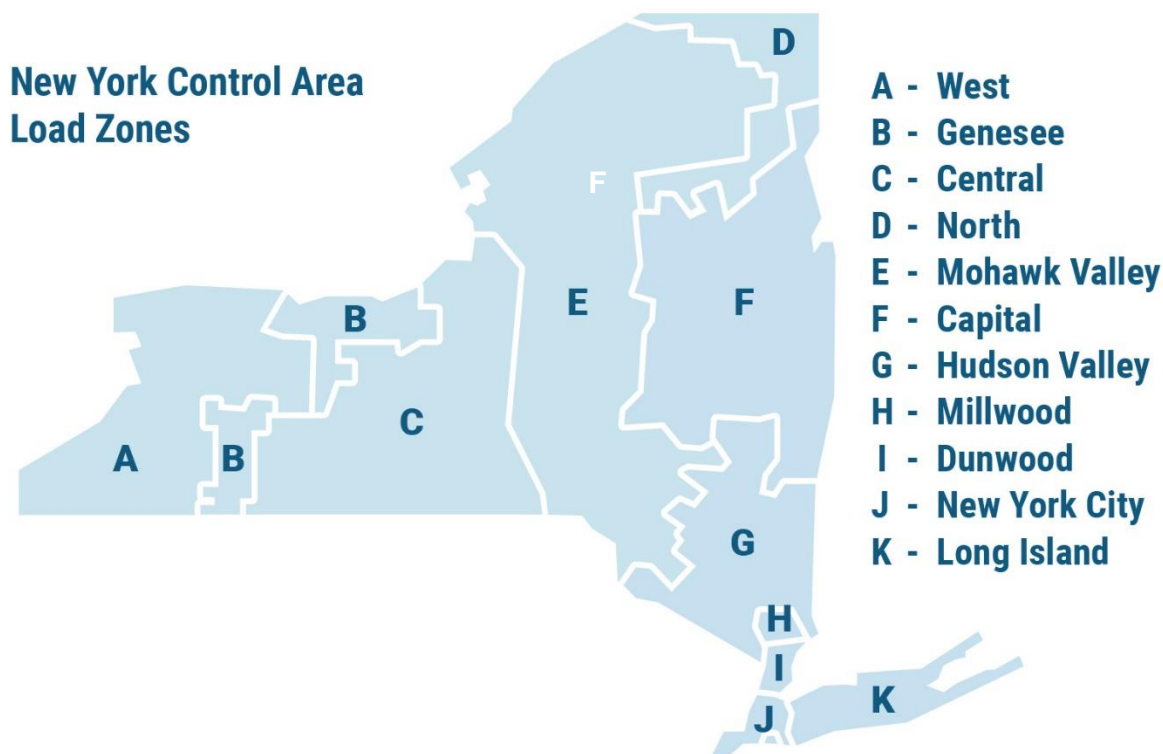 New York Control Area
Load Zones
A - West
B - Genesee
C - Central
D - North
E - Mohawk Valley
F - Capital
G - Hudson Valley
H - Millwood
I - Dunwood
J - New York City
K - Long Island
D
F
B
E
F
A
B
C
G
H
I
J
K